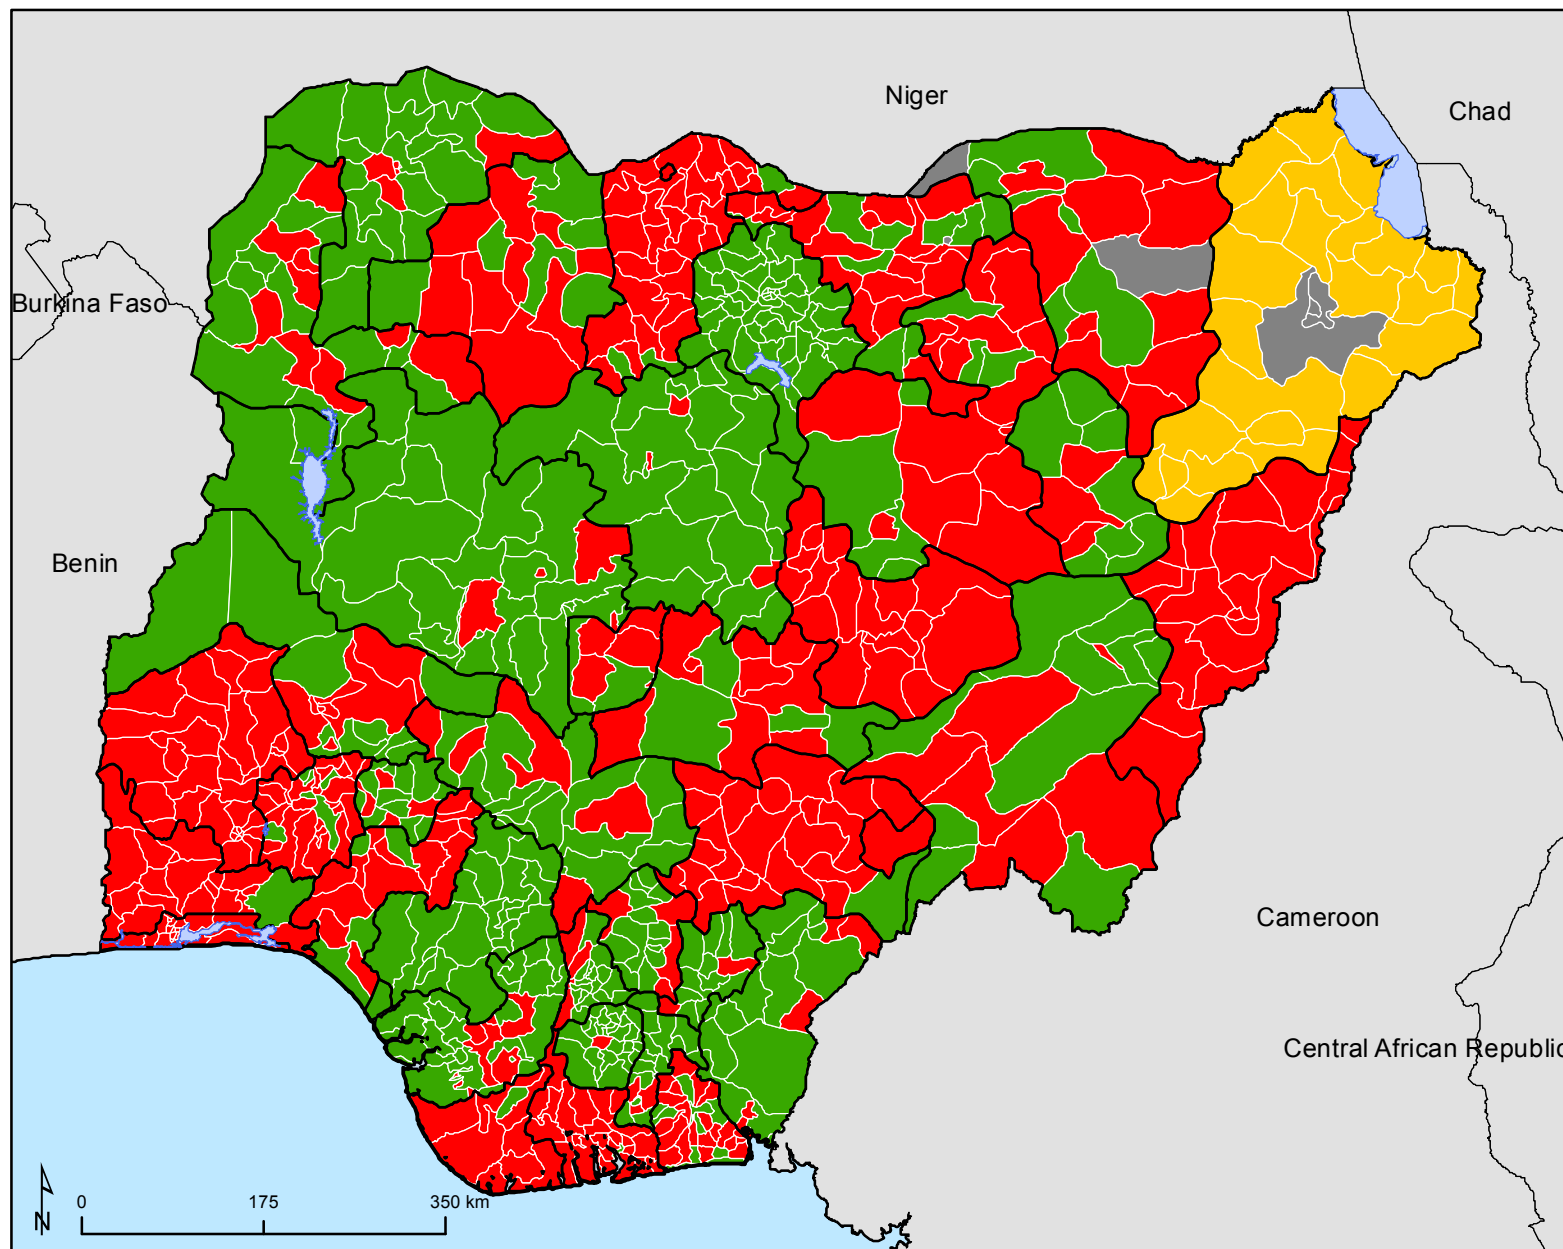 Niger
Chad
Burkina Faso
Benin
Cameroon
Central African Republic
N
0 175 350 km